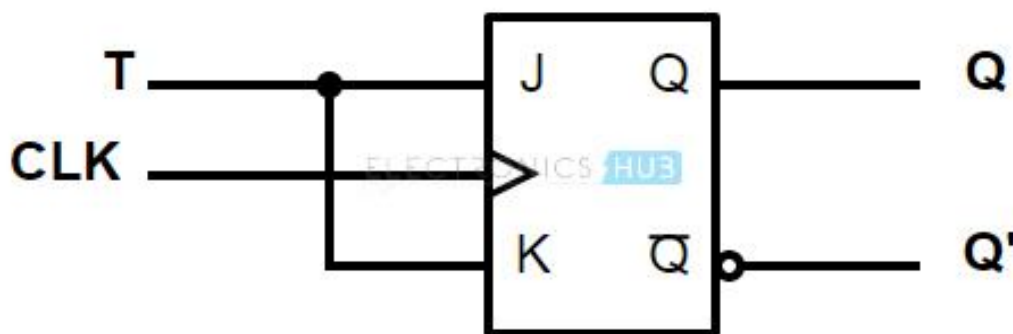 T J Q Q
CLK ELECTRONICS HUB
K Q̅ Q'